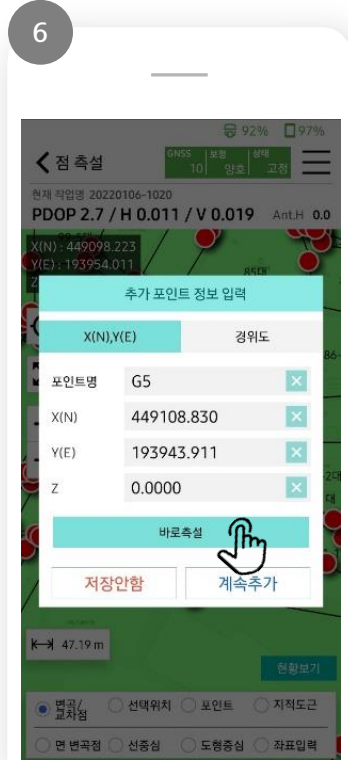 6
92% 97%
점 측설
GNSS 보정 상태
10 양호 고정
현재 작업명 20220106-1020
PDOP 2.7 / H 0.011 / V 0.019 Ant.H 0.0
X(N) : 449098.223
Y(E) : 193954.011
Z
추가 포인트 정보 입력
X(N),Y(E) 경위도
포인트명 G5
X(N) 449108.830
Y(E) 193943.911
Z 0.0000
바로측설
저장안함 계속추가
47.19 m
현황보기
변곡/교차점 선택위치 포인트 지적도근
면 변곡점 선중심 도형중심 좌표입력